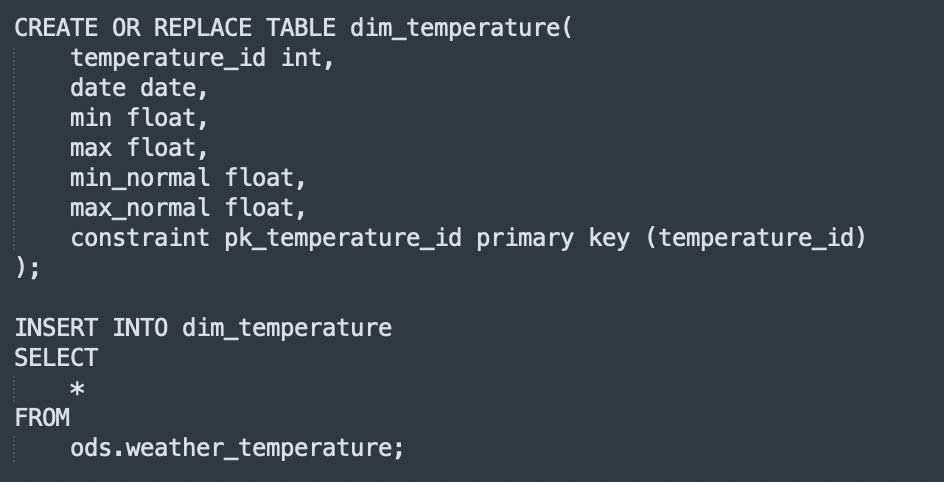 CREATE OR REPLACE TABLE dim_temperature(
    temperature_id int,
    date date,
    min float,
    max float,
    min_normal float,
    max_normal float,
    constraint pk_temperature_id primary key (temperature_id)
);

INSERT INTO dim_temperature
SELECT
    *
FROM
    ods.weather_temperature;